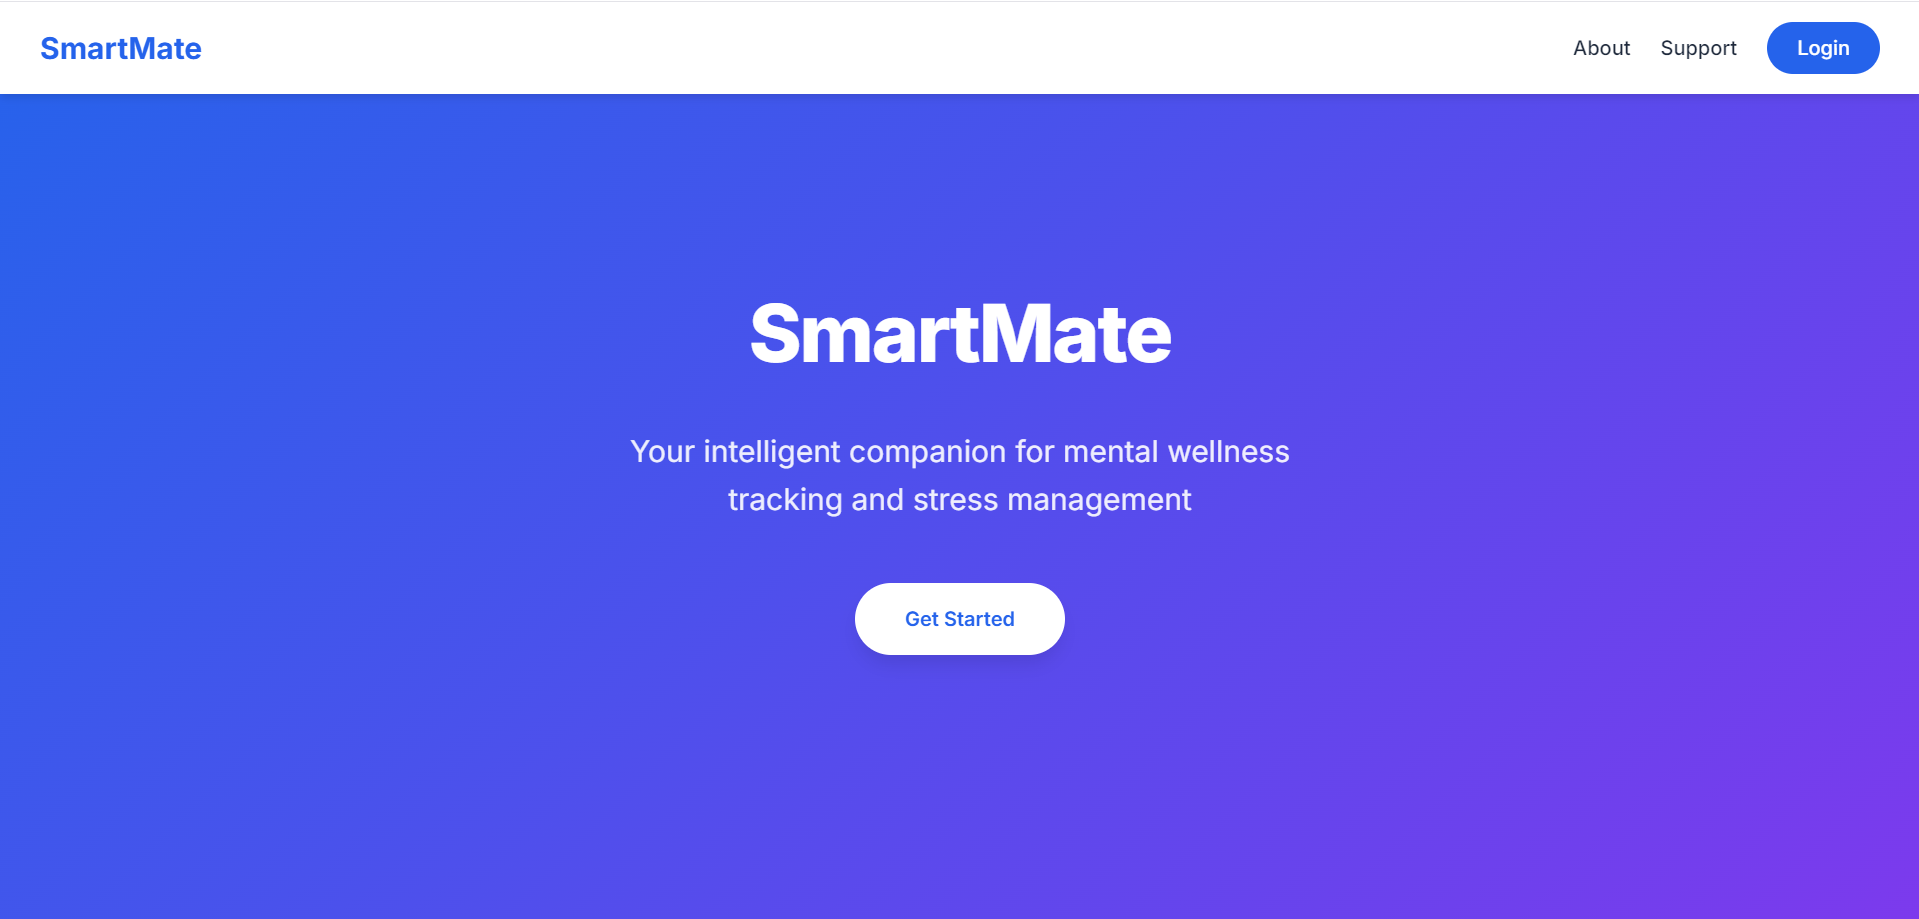 SmartMate
About
Support
Login
SmartMate
Your intelligent companion for mental wellness
tracking and stress management
Get Started